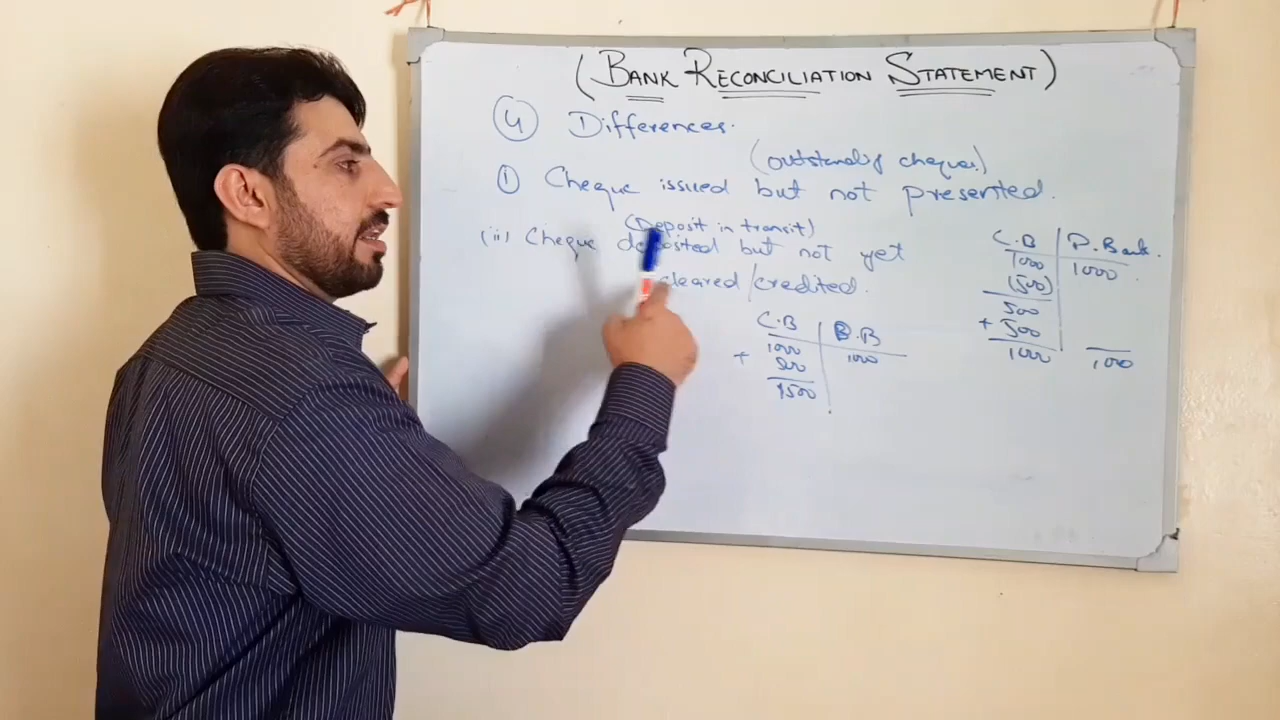 (BANK RECONCILIATION STATEMENT)
4 Differences.
(outstanding cheques)
① Cheque issued but not presented.
(Deposit in transit)
(ii) Cheque deposited but not yet
cleared/credited.
C.B P. Bank
1000 1000
(500)
500
+ 500
1000 1000
C.B B.B
1000 1000
+ 500
1500